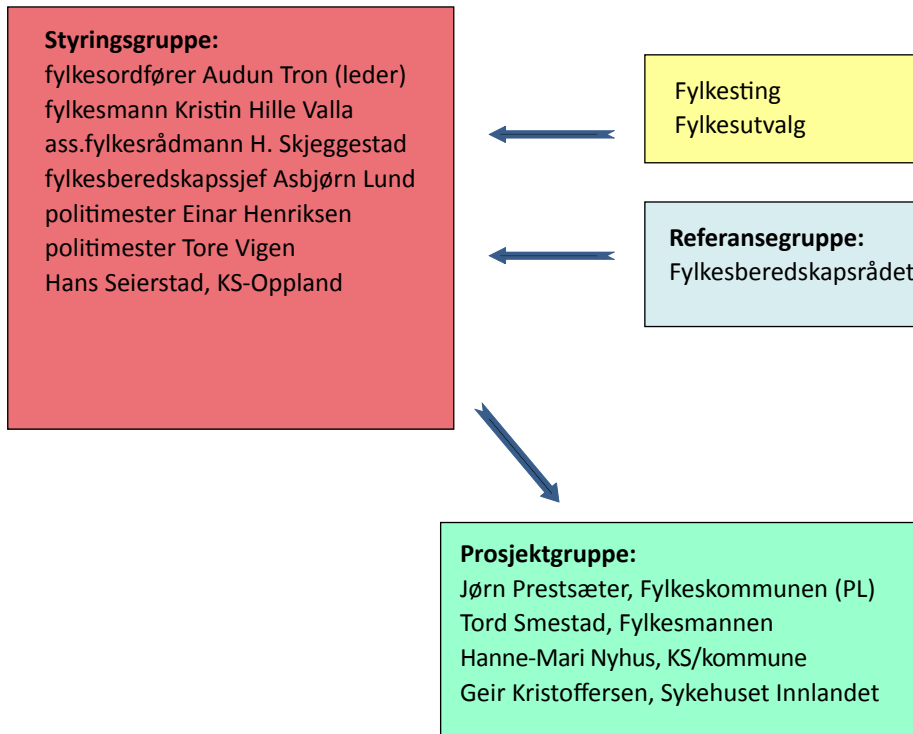 Styringsgruppe:
fylkesordfører Audun Tron (leder)
fylkesmann Kristin Hille Valla
ass.fylkesrådmann H. Skjeggestad
fylkesberedskapssjef Asbjørn Lund
politimester Einar Henriksen
politimester Tore Vigen
Hans Seierstad, KS-Oppland
Fylkesting
Fylkesutvalg
Referansegruppe:
Fylkesberedskapsrådet
Prosjektgruppe:
Jørn Prestsæter, Fylkeskommunen (PL)
Tord Smestad, Fylkesmannen
Hanne-Mari Nyhus, KS/kommune
Geir Kristoffersen, Sykehuset Innlandet